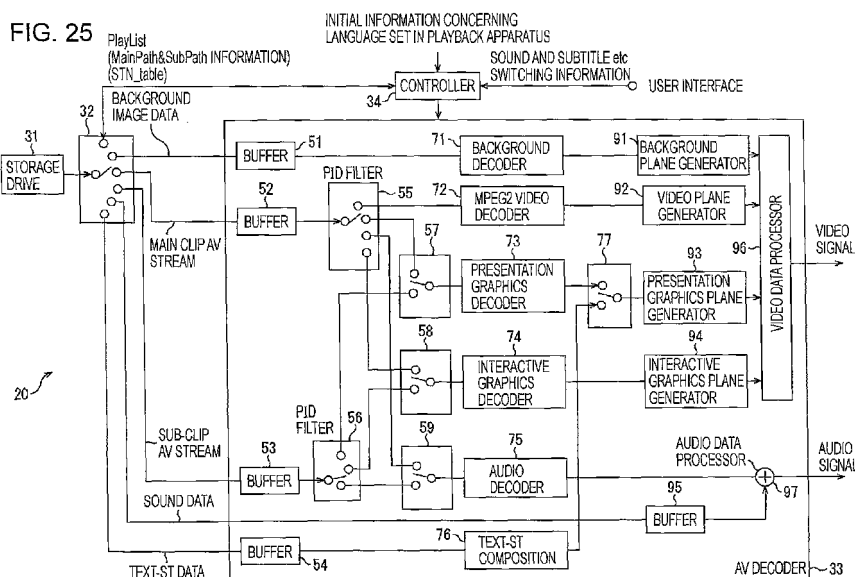 FIG. 25
INITIAL INFORMATION CONCERNING
LANGUAGE SET IN PLAYBACK APPARATUS
PlayList
(MainPath&SubPath INFORMATION)
(STN_table)
SOUND AND SUBTITLE etc
SWITCHING INFORMATION
CONTROLLER
34
USER INTERFACE
BACKGROUND
IMAGE DATA
31
STORAGE
DRIVE
32
51
BUFFER
71
BACKGROUND
DECODER
91
BACKGROUND
PLANE GENERATOR
PID FILTER
52
BUFFER
55
72
MPEG2 VIDEO
DECODER
92
VIDEO PLANE
GENERATOR
VIDEO
SIGNAL
MAIN CLIP AV
STREAM
57
73
PRESENTATION
GRAPHICS
DECODER
77
93
PRESENTATION
GRAPHICS PLANE
GENERATOR
96
VIDEO DATA PROCESSOR
58
74
INTERACTIVE
GRAPHICS
DECODER
94
INTERACTIVE
GRAPHICS PLANE
GENERATOR
20
SUB-CLIP
AV STREAM
PID
FILTER
56
53
BUFFER
59
75
AUDIO
DECODER
AUDIO DATA
PROCESSOR
AUDIO
SIGNAL
97
SOUND DATA
95
BUFFER
76
TEXT-ST
COMPOSITION
BUFFER
54
TEXT-ST DATA
AV DECODER
33